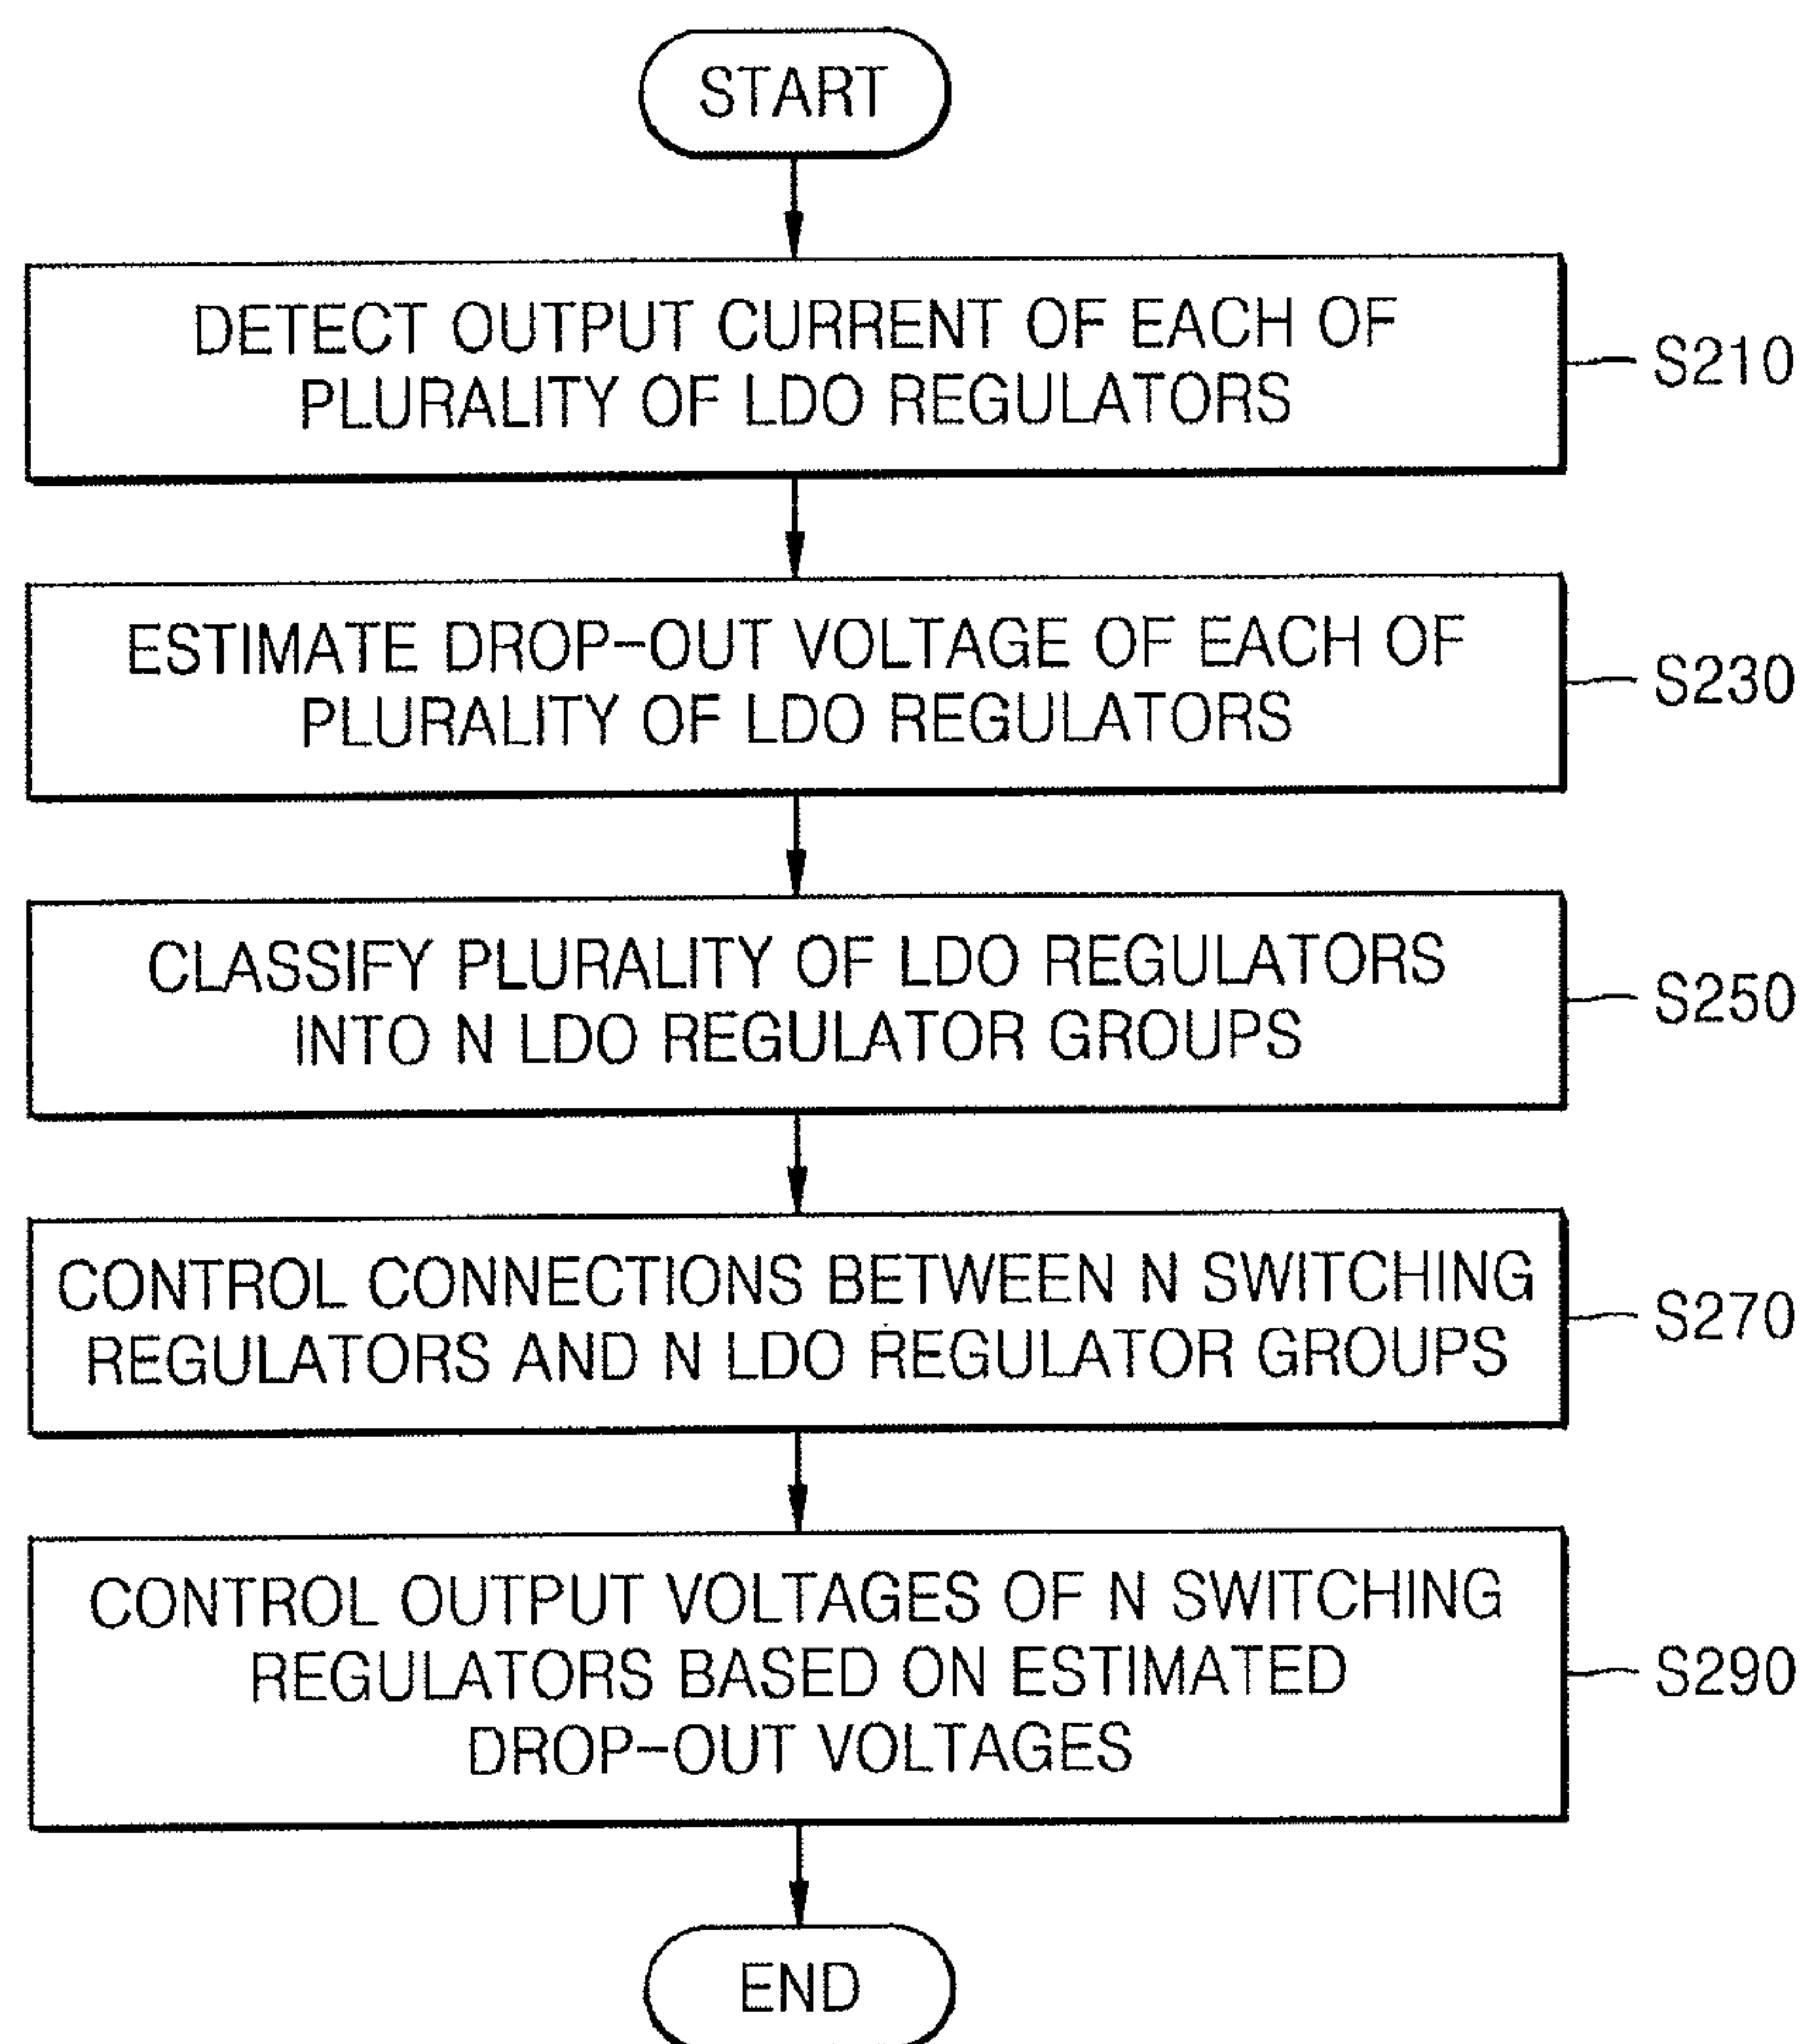 START
DETECT OUTPUT CURRENT OF EACH OF
PLURALITY OF LDO REGULATORS
S210
ESTIMATE DROP-OUT VOLTAGE OF EACH OF
PLURALITY OF LDO REGULATORS
S230
CLASSIFY PLURALITY OF LDO REGULATORS
INTO N LDO REGULATOR GROUPS
S250
CONTROL CONNECTIONS BETWEEN N SWITCHING
REGULATORS AND N LDO REGULATOR GROUPS
S270
CONTROL OUTPUT VOLTAGES OF N SWITCHING
REGULATORS BASED ON ESTIMATED
DROP-OUT VOLTAGES
S290
END